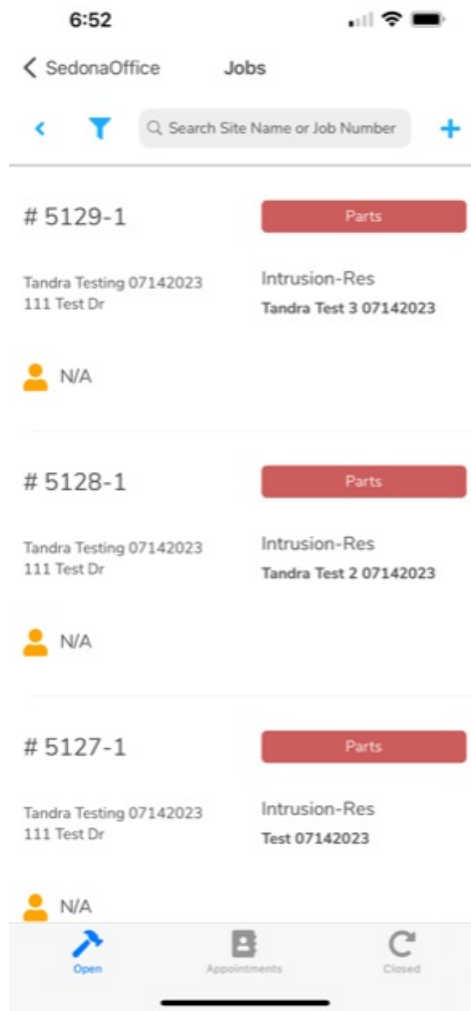 6:52
SedonaOffice Jobs
Search Site Name or Job Number
# 5129-1 Parts
Tandra Testing 07142023
111 Test Dr
Intrusion-Res
Tandra Test 3 07142023
N/A
# 5128-1 Parts
Tandra Testing 07142023
111 Test Dr
Intrusion-Res
Tandra Test 2 07142023
N/A
# 5127-1 Parts
Tandra Testing 07142023
111 Test Dr
Intrusion-Res
Test 07142023
N/A
Open Appointments Closed